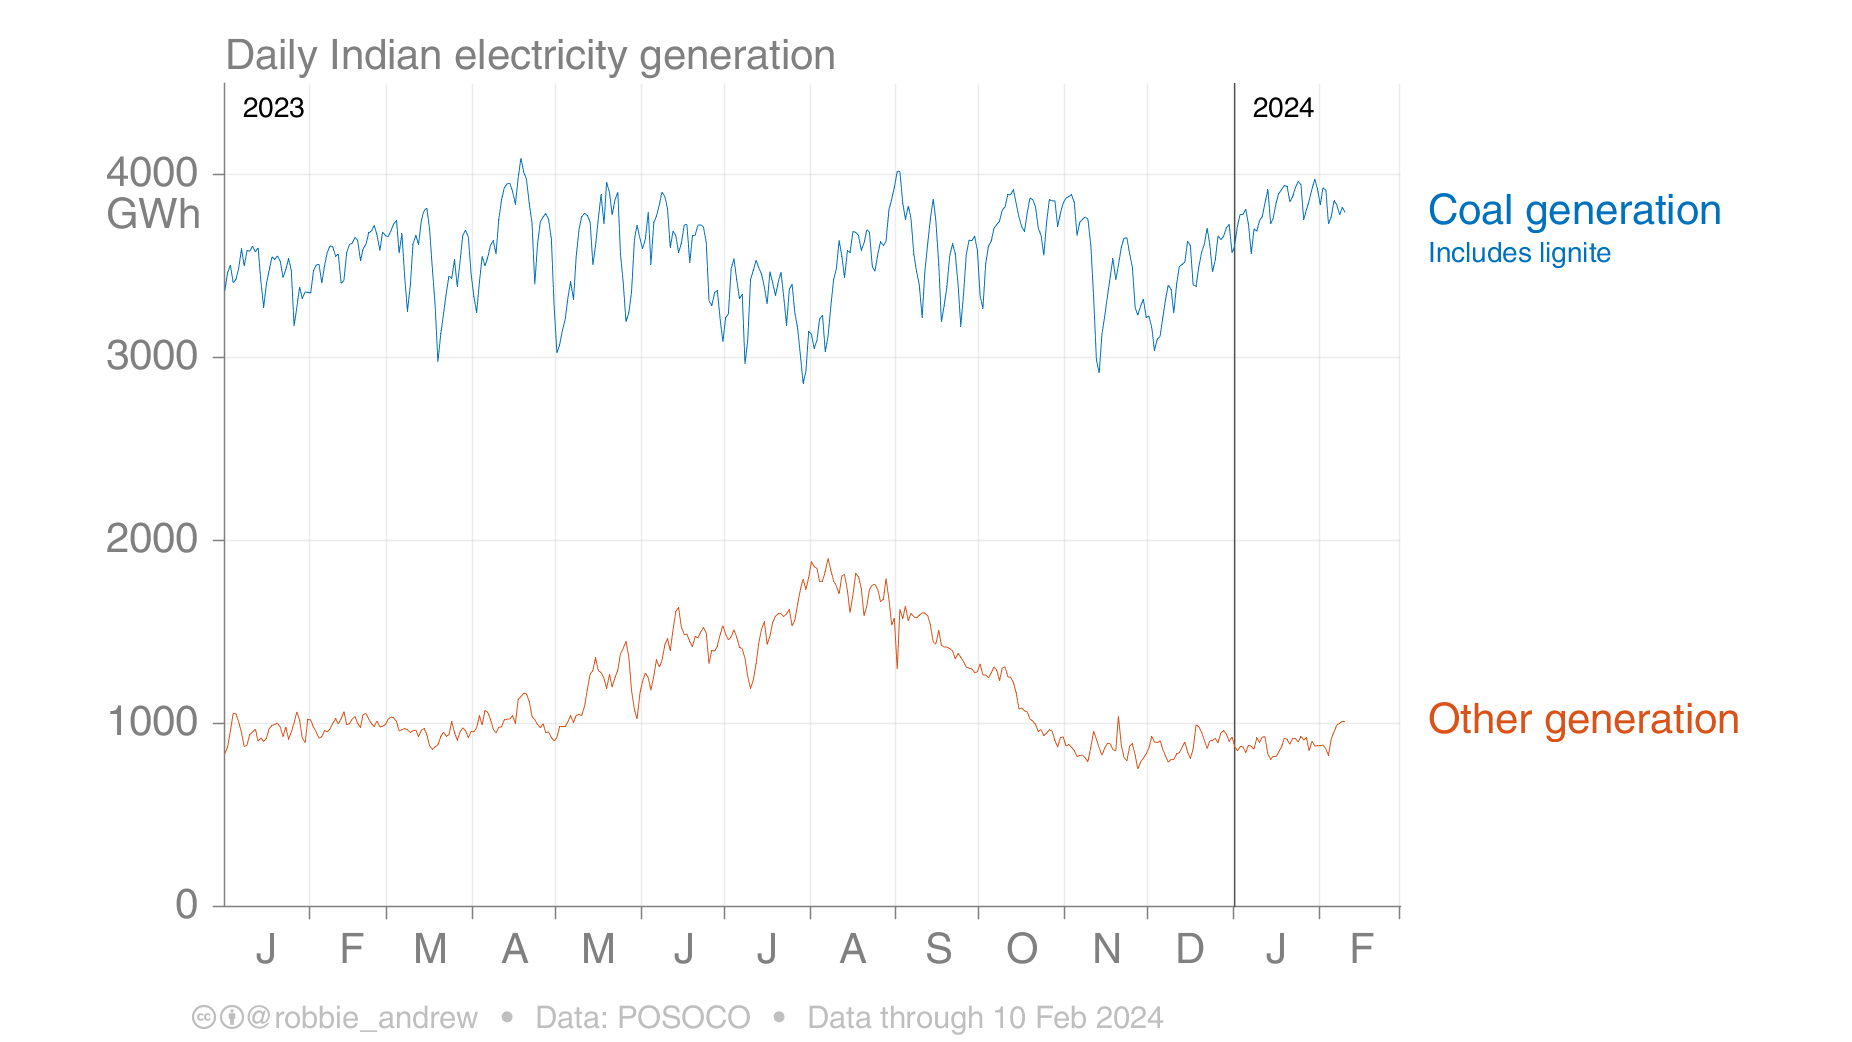 Daily Indian electricity generation
2023
2024
4000
GWh
3000
2000
1000
0
Coal generation
Includes lignite
Other generation
J F M A M J J A S O N D J F
cc @robbie_andrew • Data: POSOCO • Data through 10 Feb 2024